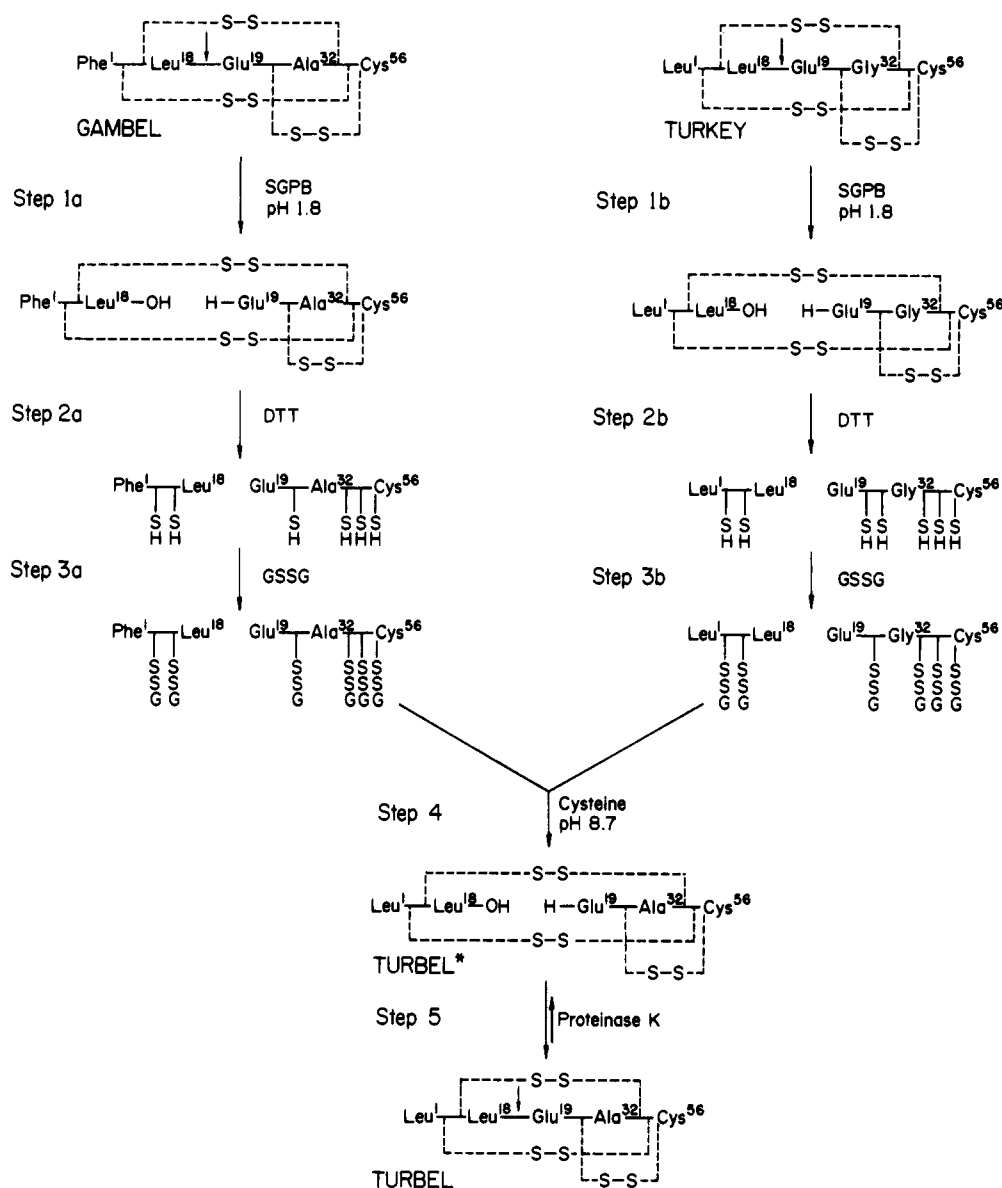 S-S
S-S
Phe¹ Leu¹⁸ Glu¹⁹ Ala³² Cys⁵⁶
Leu¹ Leu¹⁸ Glu¹⁹ Gly³² Cys⁵⁶
S-S
S-S
GAMBEL
S-S
TURKEY
S-S
Step 1a
SGPB
pH 1.8
Step 1b
SGPB
pH 1.8
S-S
S-S
Phe¹ Leu¹⁸-OH H-Glu¹⁹ Ala³² Cys⁵⁶
Leu¹ Leu¹⁸-OH H-Glu¹⁹ Gly³² Cys⁵⁶
S-S
S-S
S-S
S-S
Step 2a
DTT
Step 2b
DTT
Phe¹ Leu¹⁸ Glu¹⁹ Ala³² Cys⁵⁶
Leu¹ Leu¹⁸ Glu¹⁹ Gly³² Cys⁵⁶
S S S S S S
H H H H H H
S S S S S S S
H H H H H H H
Step 3a
GSSG
Step 3b
GSSG
Phe¹ Leu¹⁸ Glu¹⁹ Ala³² Cys⁵⁶
Leu¹ Leu¹⁸ Glu¹⁹ Gly³² Cys⁵⁶
S S S S S S
S S S S S S
G G G G G G
S S S S S S
S S S S S S
G G G G G G
Step 4
Cysteine
pH 8.7
S-S
Leu¹ Leu¹⁸-OH H-Glu¹⁹ Ala³² Cys⁵⁶
S-S
TURBEL*
S-S
Step 5
Proteinase K
S-S
Leu¹ Leu¹⁸ Glu¹⁹ Ala³² Cys⁵⁶
S-S
TURBEL
S-S